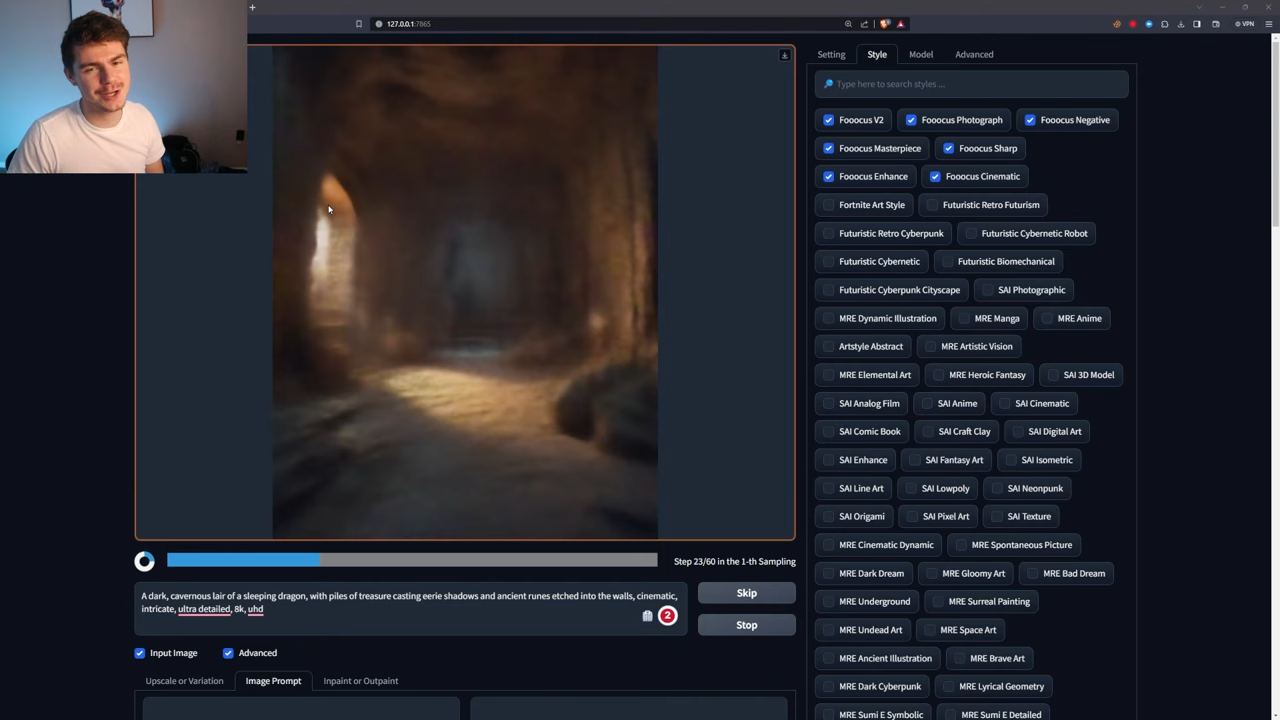 127.0.0.1:7865
VPN
Setting
Style
Model
Advanced
Type here to search styles ...
Fooocus V2
Fooocus Photograph
Fooocus Negative
Fooocus Masterpiece
Fooocus Sharp
Fooocus Enhance
Fooocus Cinematic
Fortnite Art Style
Futuristic Retro Futurism
Futuristic Retro Cyberpunk
Futuristic Cybernetic Robot
Futuristic Cybernetic
Futuristic Biomechanical
Futuristic Cyberpunk Cityscape
SAI Photographic
MRE Dynamic Illustration
MRE Manga
MRE Anime
Artstyle Abstract
MRE Artistic Vision
MRE Elemental Art
MRE Heroic Fantasy
SAI 3D Model
SAI Analog Film
SAI Anime
SAI Cinematic
SAI Comic Book
SAI Craft Clay
SAI Digital Art
SAI Enhance
SAI Fantasy Art
SAI Isometric
SAI Line Art
SAI Lowpoly
SAI Neonpunk
SAI Origami
SAI Pixel Art
SAI Texture
MRE Cinematic Dynamic
MRE Spontaneous Picture
MRE Dark Dream
MRE Gloomy Art
MRE Bad Dream
MRE Underground
MRE Surreal Painting
MRE Undead Art
MRE Space Art
MRE Ancient Illustration
MRE Brave Art
MRE Dark Cyberpunk
MRE Lyrical Geometry
MRE Sumi E Symbolic
MRE Sumi E Detailed
Step 23/60 in the 1-th Sampling
A dark, cavernous lair of a sleeping dragon, with piles of treasure casting eerie shadows and ancient runes etched into the walls, cinematic,
intricate, ultra detailed, 8k, uhd
2
Skip
Stop
Input Image
Advanced
Upscale or Variation
Image Prompt
Inpaint or Outpaint